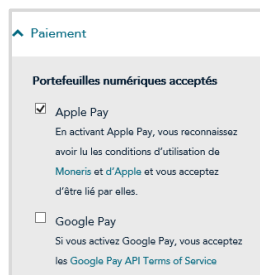 Paiement
Portefeuilles numériques acceptés
Apple Pay
En activant Apple Pay, vous reconnaissez
avoir lu les conditions d'utilisation de
Moneris et d'Apple et vous acceptez
d'être lié par elles.
Google Pay
Si vous activez Google Pay, vous acceptez
les Google Pay API Terms of Service